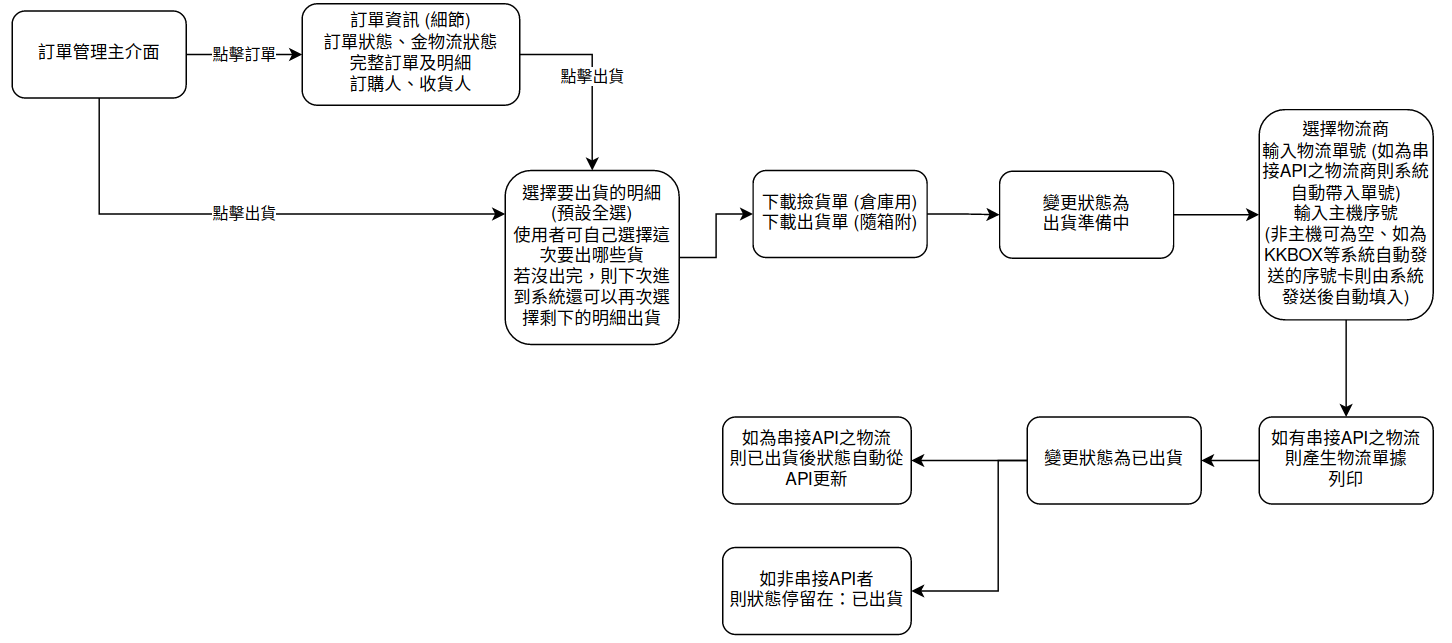 訂單管理主介面
點擊訂單
訂單資訊 (細節)
訂單狀態、金物流狀態
完整訂單及明細
訂購人、收貨人
點擊出貨
點擊出貨
選擇要出貨的明細
(預設全選)
使用者可自己選擇這
次要出哪些貨
若沒出完，則下次進
到系統還可以再次選
擇剩下的明細出貨
下載撿貨單 (倉庫用)
下載出貨單 (隨箱附)
變更狀態為
出貨準備中
選擇物流商
輸入物流單號 (如為串
接API之物流商則系統
自動帶入單號)
輸入主機序號
(非主機可為空、如為
KKBOX等系統自動發
送的序號卡則由系統
發送後自動填入)
如有串接API之物流
則產生物流單據
列印
變更狀態為已出貨
如為串接API之物流
則已出貨後狀態自動從
API更新
如非串接API者
則狀態停留在：已出貨